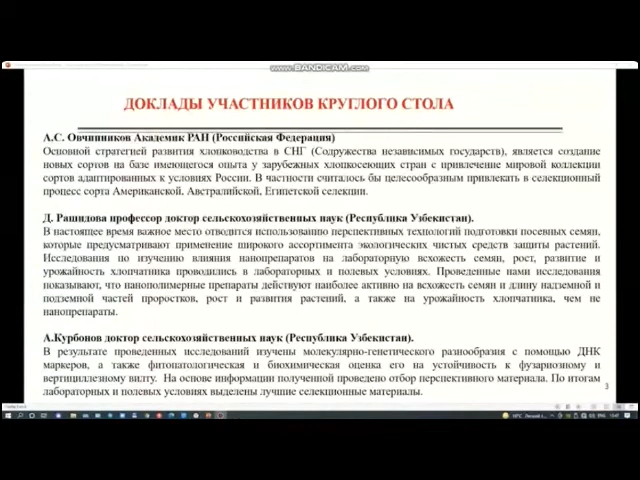 www.BANDICAM.com
ДОКЛАДЫ УЧАСТНИКОВ КРУГЛОГО СТОЛА
А.С. Овчинников Академик РАН (Российская Федерация)
Основной стратегией развития хлопководства в СНГ (Содружества независимых государств), является создание
новых сортов на базе имеющегося опыта у зарубежных хлопкосеющих стран с привлечение мировой коллекции
сортов адаптированных к условиях России. В частности считалось бы целесообразным привлекать в селекционный
процесс сорта Американской, Австралийской, Египетской селекции.
Д. Рашидова профессор доктор сельскохозяйственных наук (Республика Узбекистан).
В настоящее время важное место отводится использованию перспективных технологий подготовки посевных семян,
которые предусматривают применение широкого ассортимента экологических чистых средств защиты растений.
Исследования по изучению влияния нанопрепаратов на лабораторную всхожесть семян, рост, развитие и
урожайность хлопчатника проводились в лабораторных и полевых условиях. Проведенные нами исследования
показывают, что нанополимерные препараты действуют наиболее активно на всхожесть семян и длину надземной и
подземной частей проростков, рост и развития растений, а также на урожайность хлопчатника, чем не
нанопрепараты.
А.Курбонов доктор сельскохозяйственных наук (Республика Узбекистан).
В результате проведенных исследований изучены молекулярно-генетического разнообразия с помощью ДНК
маркеров, а также фитопатологическая и биохимическая оценка его на устойчивость к фузариозному и
вертициллезному вилту. На основе информации полученной проведено отбор перспективного материала. По итогам
лабораторных и полевых условиях выделены лучшие селекционные материалы.
3